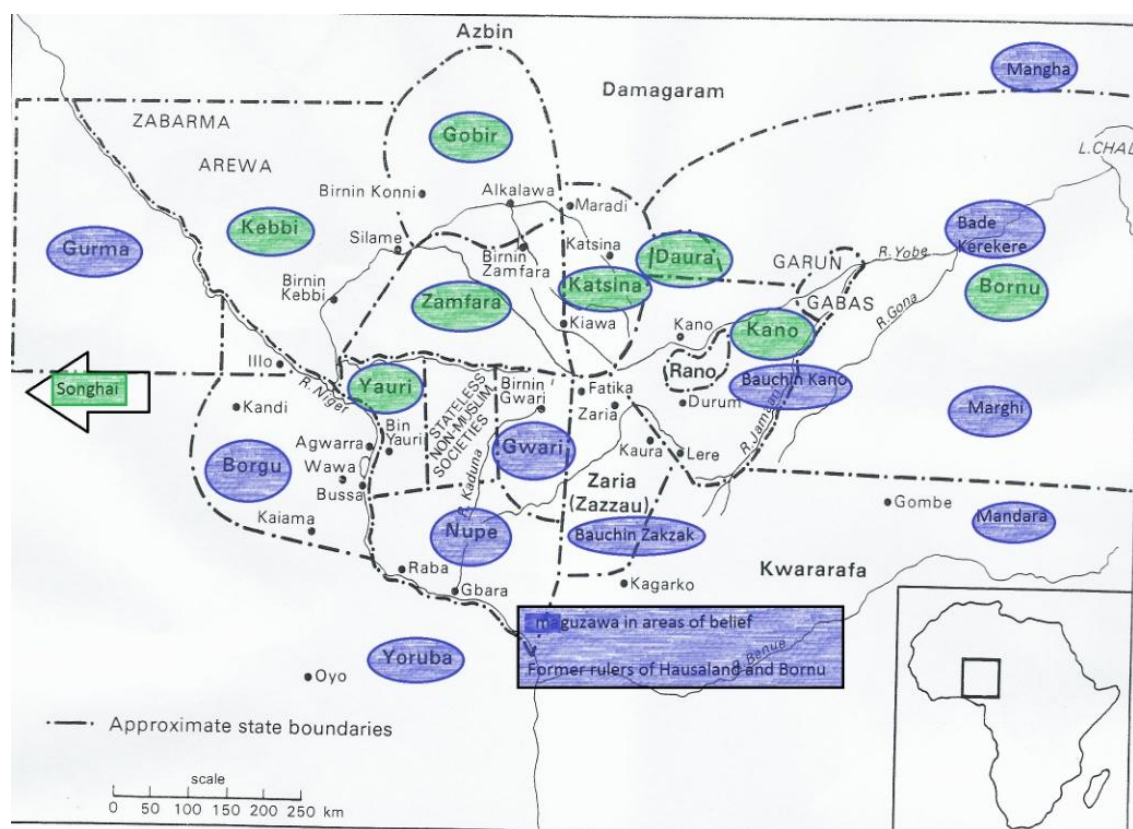 Azbin
Mangha
Damagaram
ZABARMA
Gobir
L.CHAL
AREWA
Birnin Konni
Alkalawa
Maradi
Kebbi
Gurma
Silame
Birnin
Zamfara
Katsina
Daura
Bade
Kerekere
GARUN
R.Yobe
Birnin
Kebbi
Zamfara
Katsina
GABAS
Bornu
R.Gona
Kiawa
Kano
Kano
Illo
R. Niger
Birnin
Gwari
Rano
Bauchin Kano
Songhai
Yauri
STATELESS
NON-MUSLIM
SOCIETIES
Fatika
Zaria
Durum
Kandi
Bin
Yauri
Marghi
Agwarra
Gwari
Kaura
Lere
Borgu
Wawa
Bussa
R. Kaduna
Zaria
(Zazzau)
Gombe
Kaiama
Nupe
Bauchin Zakzak
Mandara
Raba
Gbara
Kagarko
Kwararafa
maguzawa in areas of belief
Yoruba
Former rulers of Hausaland and Bornu
R. Benue
Oyo
Approximate state boundaries
scale
0 50 100 150 200 250 km